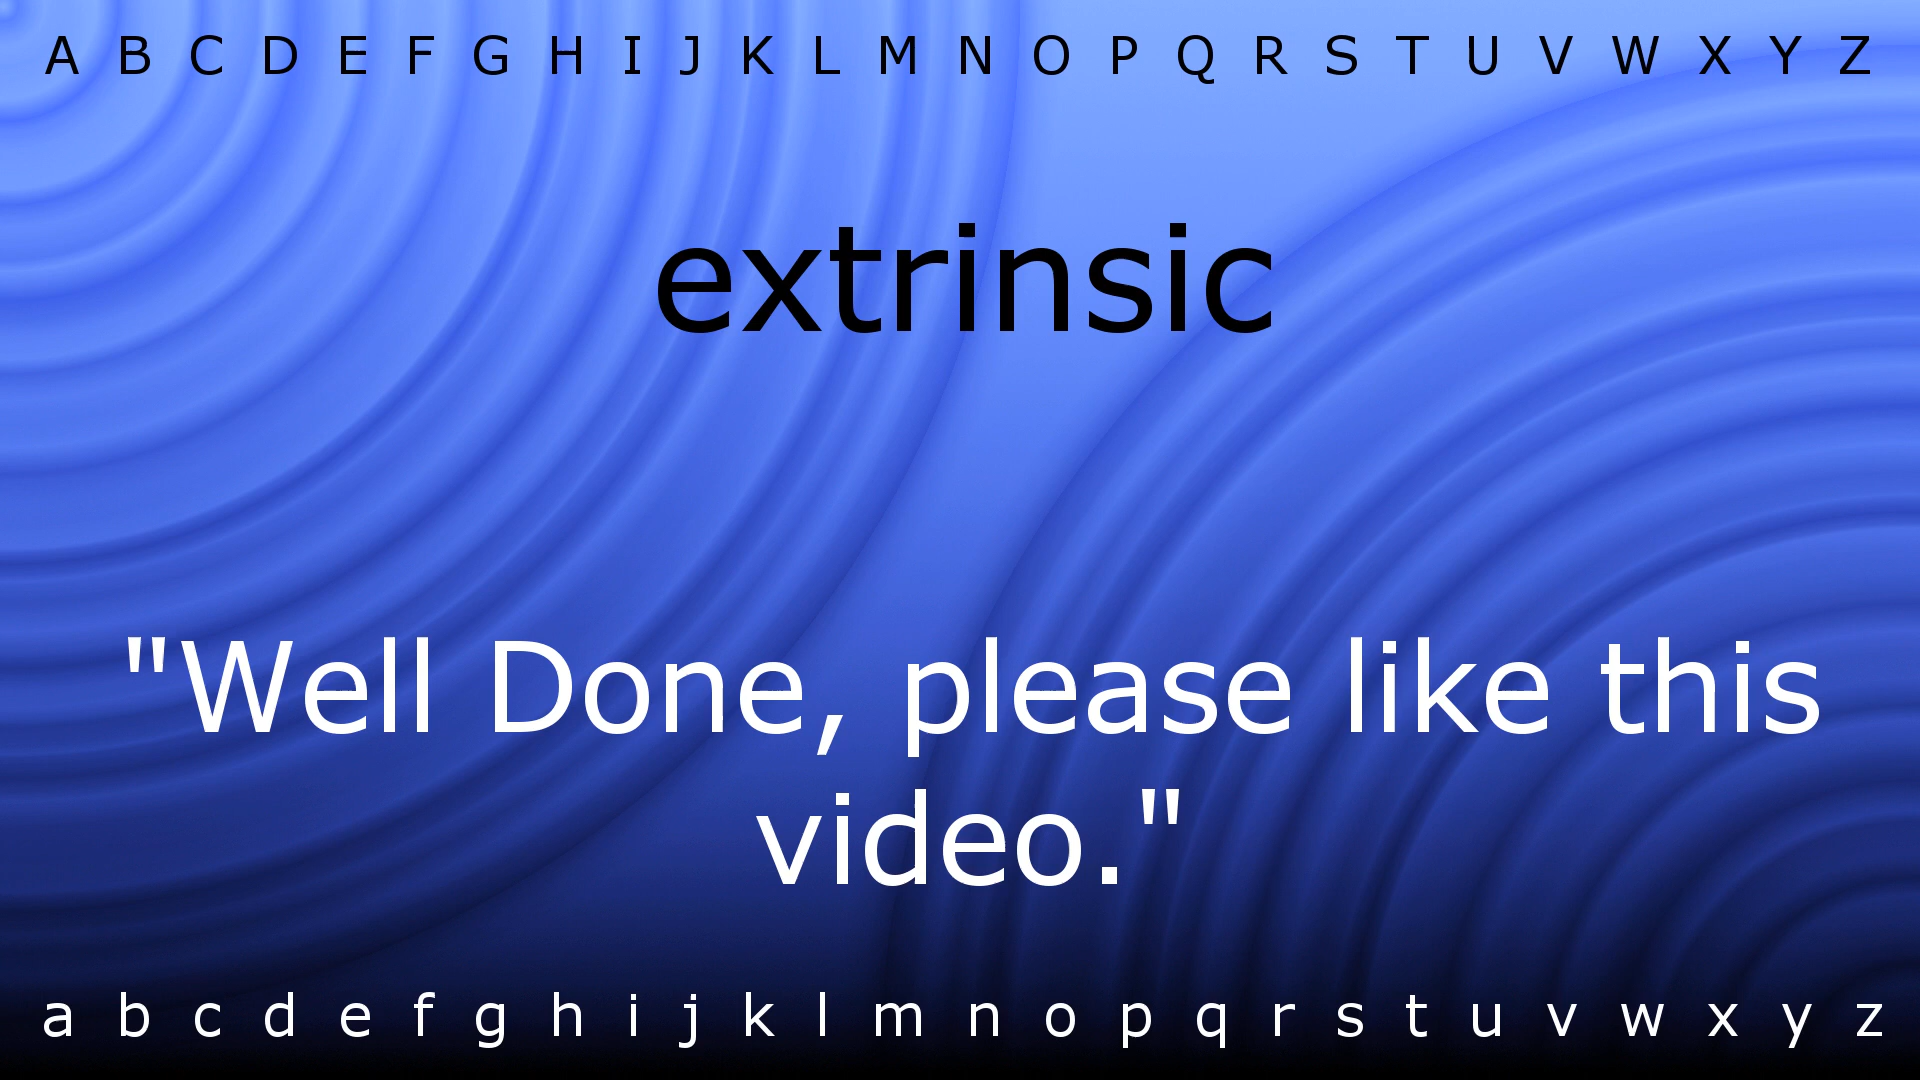 A B C D E F G H I J K L M N O P Q R S T U V W X Y Z
extrinsic
"Well Done, please like this
video."
a b c d e f g h i j k l m n o p q r s t u v w x y z